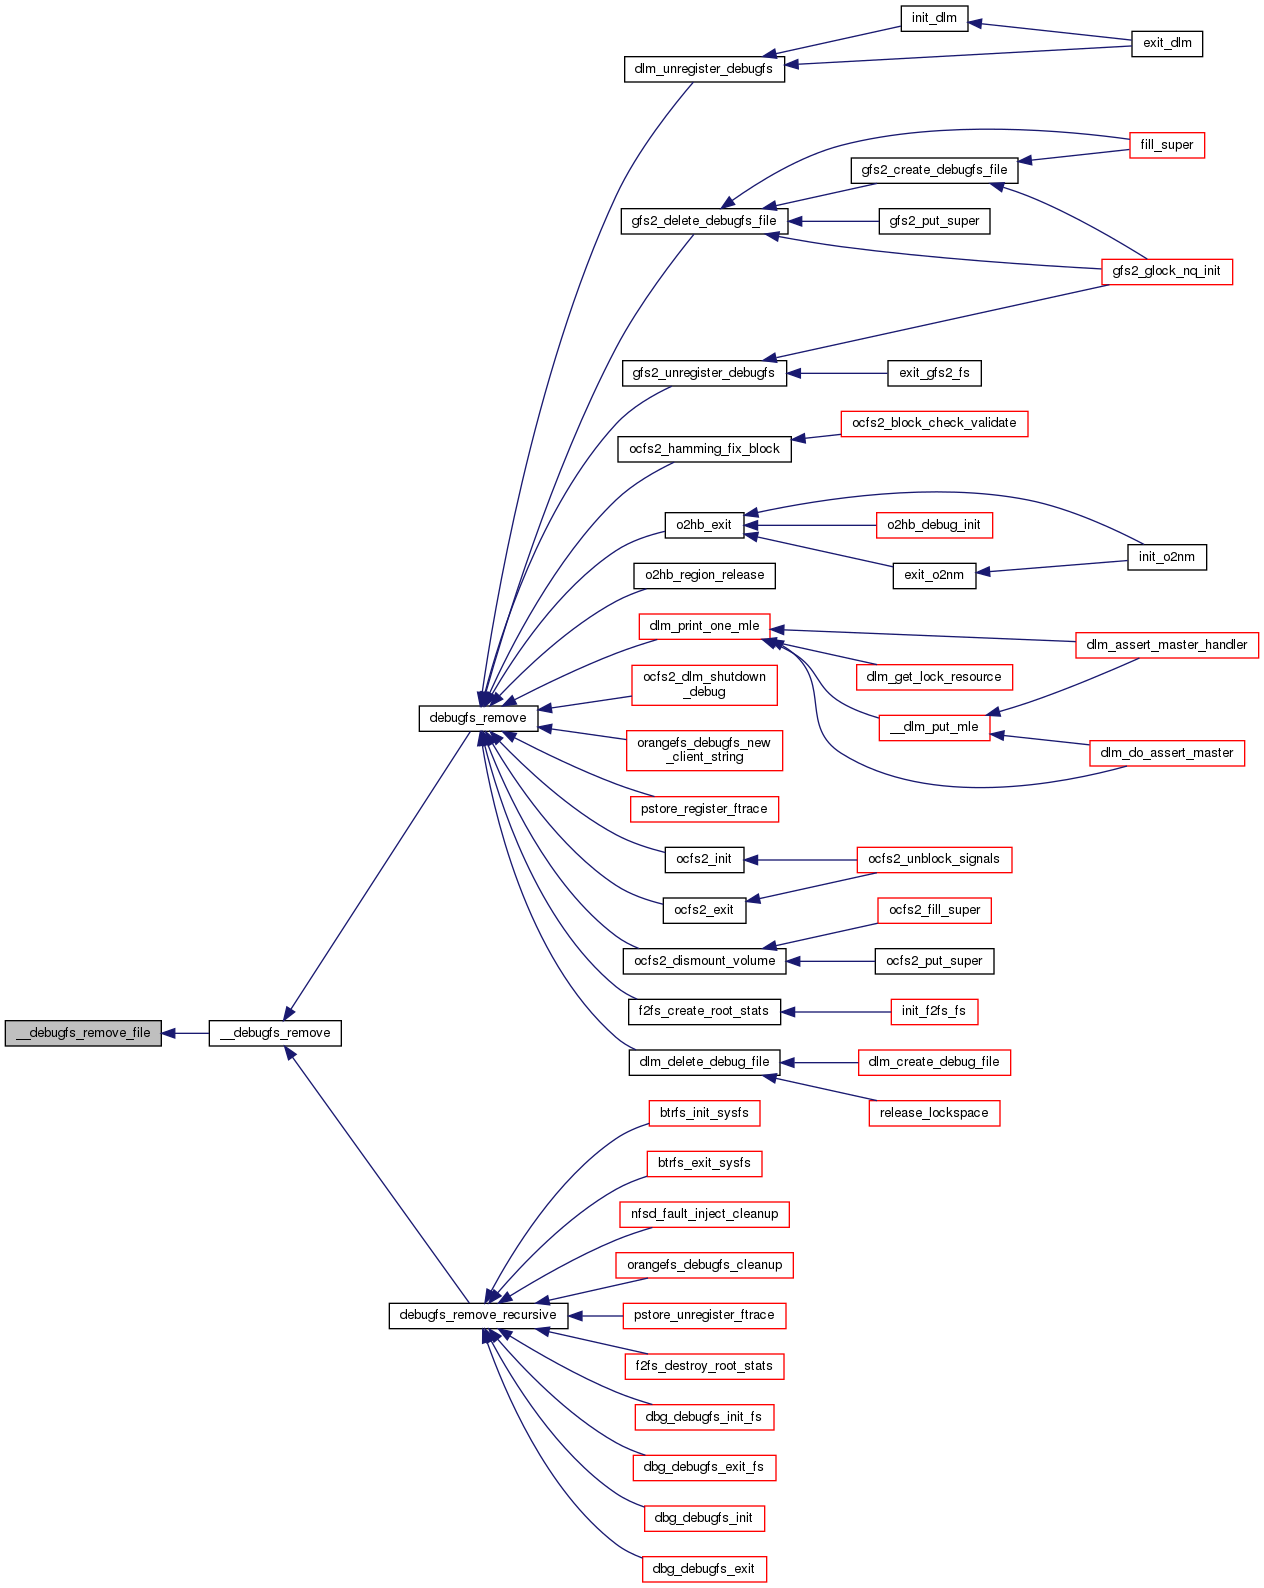 init_dlm
exit_dlm
dlm_unregister_debugfs
fill_super
gfs2_create_debugfs_file
gfs2_delete_debugfs_file
gfs2_put_super
gfs2_glock_nq_init
gfs2_unregister_debugfs
exit_gfs2_fs
ocfs2_block_check_validate
ocfs2_hamming_fix_block
o2hb_exit
o2hb_debug_init
init_o2nm
o2hb_region_release
exit_o2nm
dlm_print_one_mle
dlm_assert_master_handler
dlm_get_lock_resource
ocfs2_dlm_shutdown
_debug
debugfs_remove
__dlm_put_mle
orangefs_debugfs_new
_client_string
dlm_do_assert_master
pstore_register_ftrace
ocfs2_init
ocfs2_unblock_signals
ocfs2_exit
ocfs2_fill_super
ocfs2_dismount_volume
ocfs2_put_super
f2fs_create_root_stats
init_f2fs_fs
__debugfs_remove_file
__debugfs_remove
dlm_delete_debug_file
dlm_create_debug_file
btrfs_init_sysfs
release_lockspace
btrfs_exit_sysfs
nfsd_fault_inject_cleanup
orangefs_debugfs_cleanup
debugfs_remove_recursive
pstore_unregister_ftrace
f2fs_destroy_root_stats
dbg_debugfs_init_fs
dbg_debugfs_exit_fs
dbg_debugfs_init
dbg_debugfs_exit